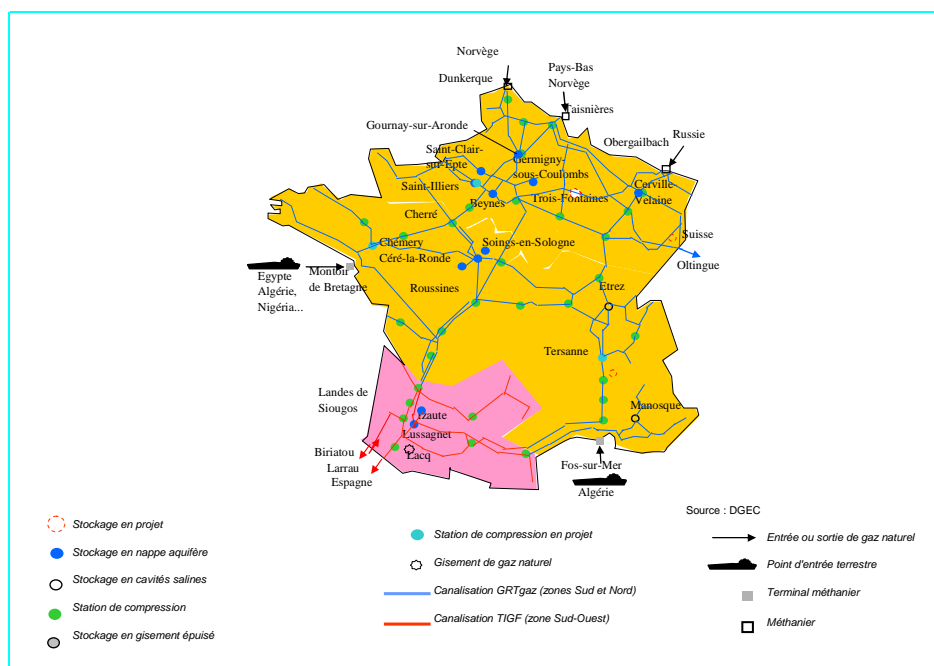 Norvège
Dunkerque
Pays-Bas
Norvège
Taisnières
Gournay-sur-Aronde
Obergailbach
Russie
Saint-Clair-
sur-Epte
Germigny-
sous-Coulombs
Saint-Illiers
Beynes
Trois-Fontaines
Cerville-
Velaine
Cherré
Chémery
Soings-en-Sologne
Suisse
Céré-la-Ronde
Oltingue
Egypte
Algérie,
Nigéria...
Montoir
de Bretagne
Roussines
Etrez
Tersanne
Landes de
Siougos
Izaute
Manosque
Lussagnet
Biriatou
Lacq
Larrau
Espagne
Fos-sur-Mer
Algérie
Source : DGEC
Stockage en projet
Stockage en nappe aquifère
Stockage en cavités salines
Station de compression
Stockage en gisement épuisé
Station de compression en projet
Gisement de gaz naturel
Canalisation GRTgaz (zones Sud et Nord)
Canalisation TIGF (zone Sud-Ouest)
Entrée ou sortie de gaz naturel
Point d'entrée terrestre
Terminal méthanier
Méthanier